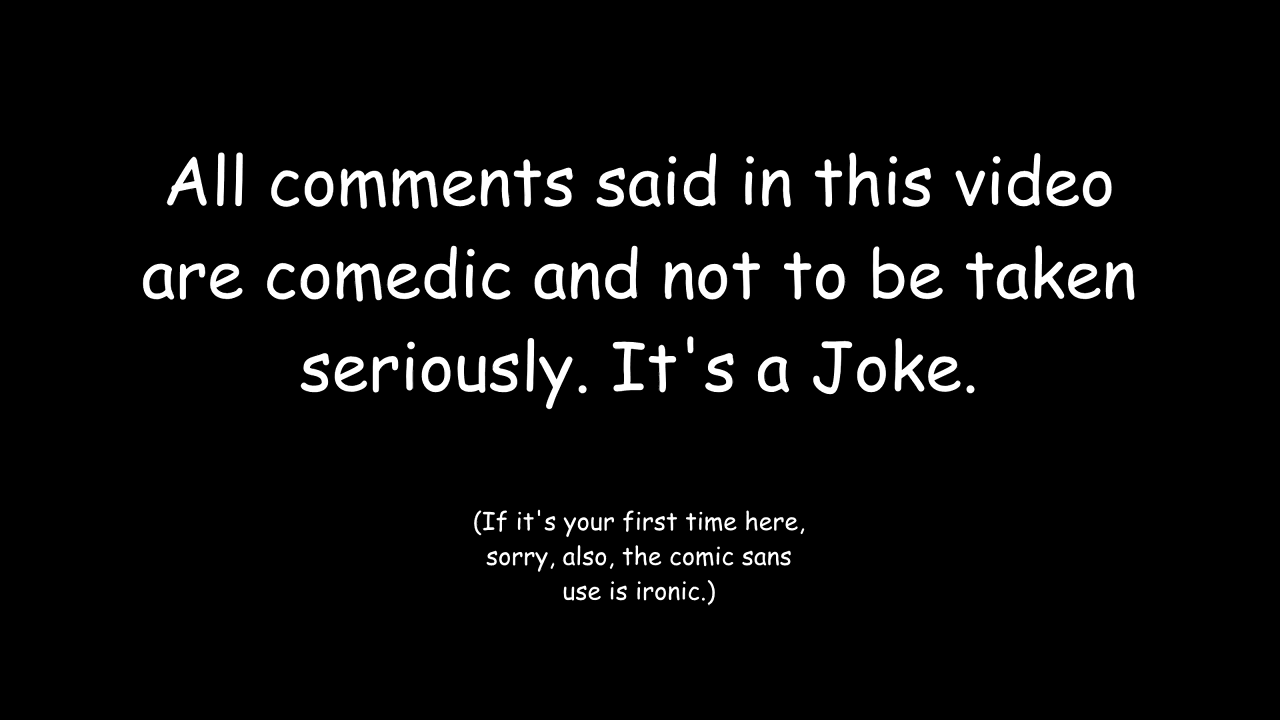 All comments said in this video
are comedic and not to be taken
seriously. It's a Joke.
(If it's your first time here,
sorry, also, the comic sans
use is ironic.)